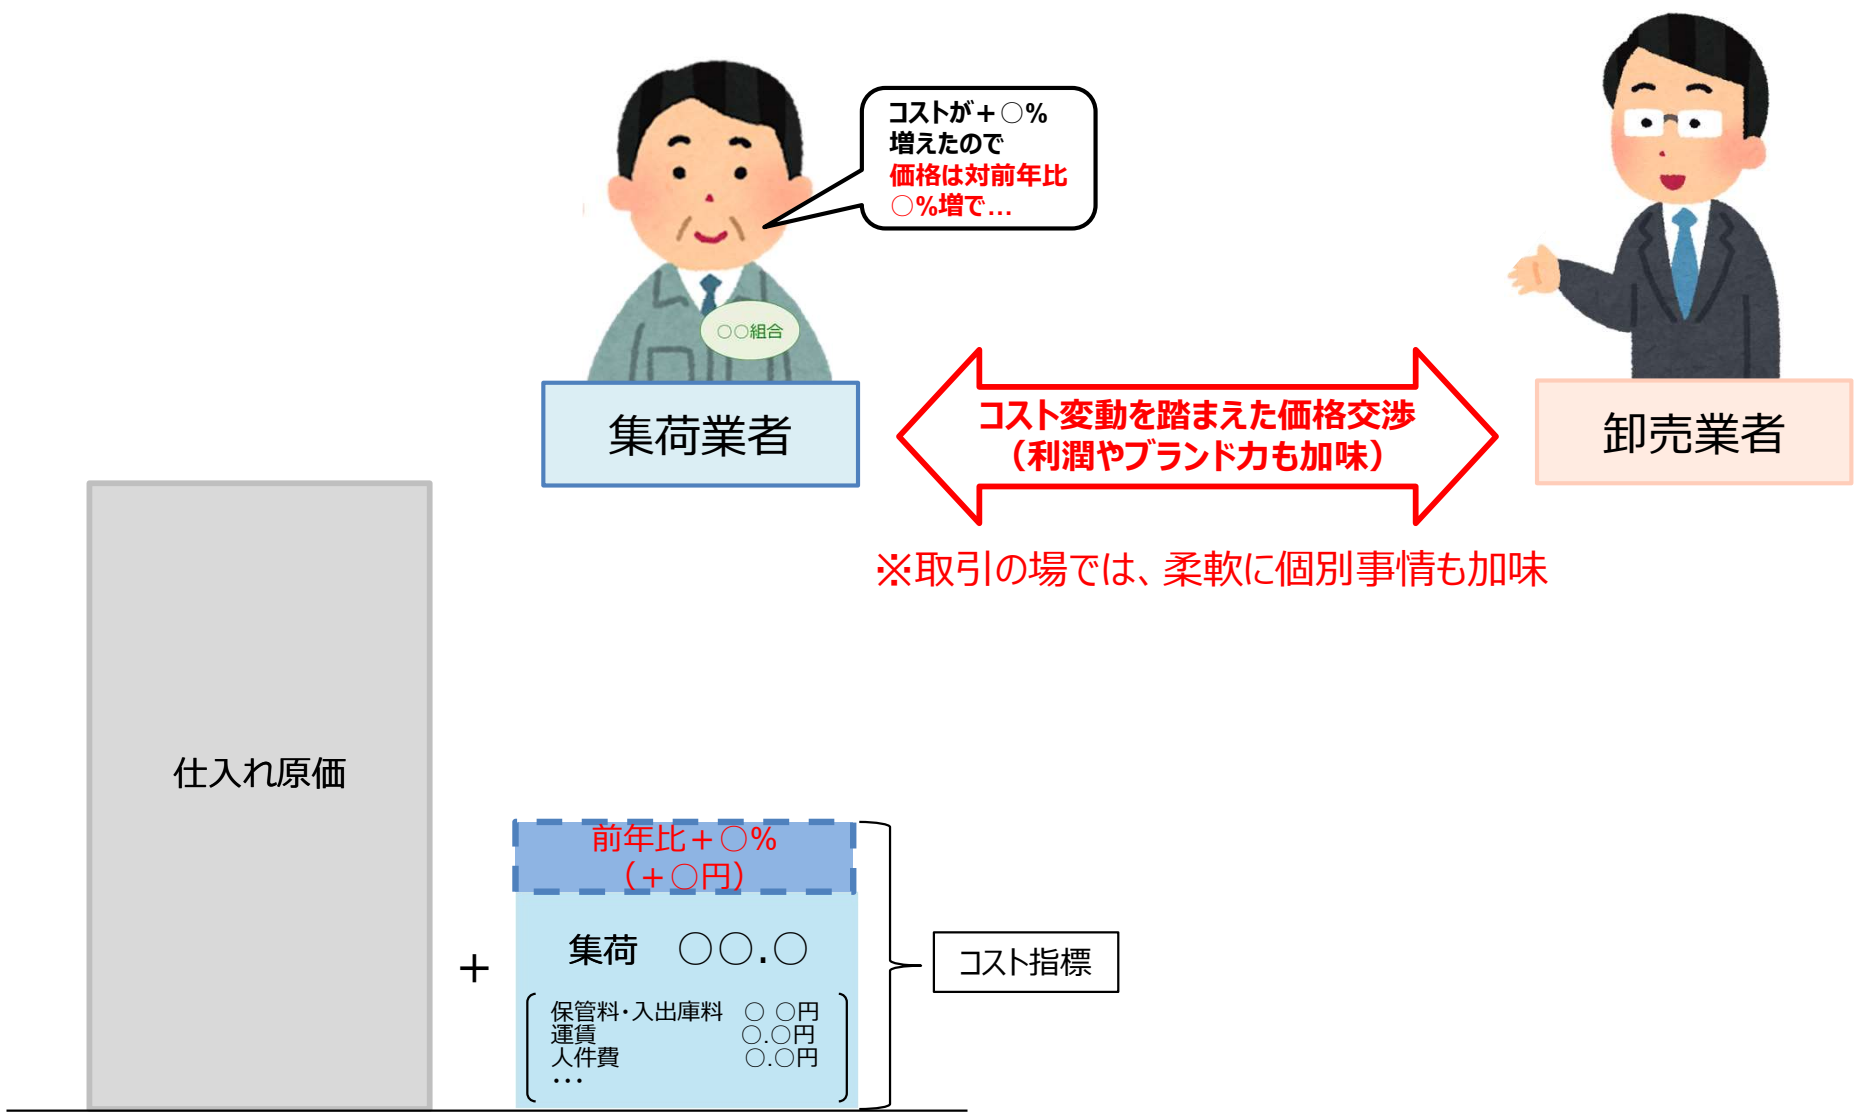 コストが＋○%
増えたので
価格は対前年比
○%増で…
○○組合
集荷業者
コスト変動を踏まえた価格交渉
（利潤やブランド力も加味）
卸売業者
※取引の場では、柔軟に個別事情も加味
仕入れ原価
＋
前年比＋○%
（＋○円）
集荷　○○.○
保管料・入出庫料　○ ○円
運賃　○.○円
人件費　○.○円
・・・
コスト指標